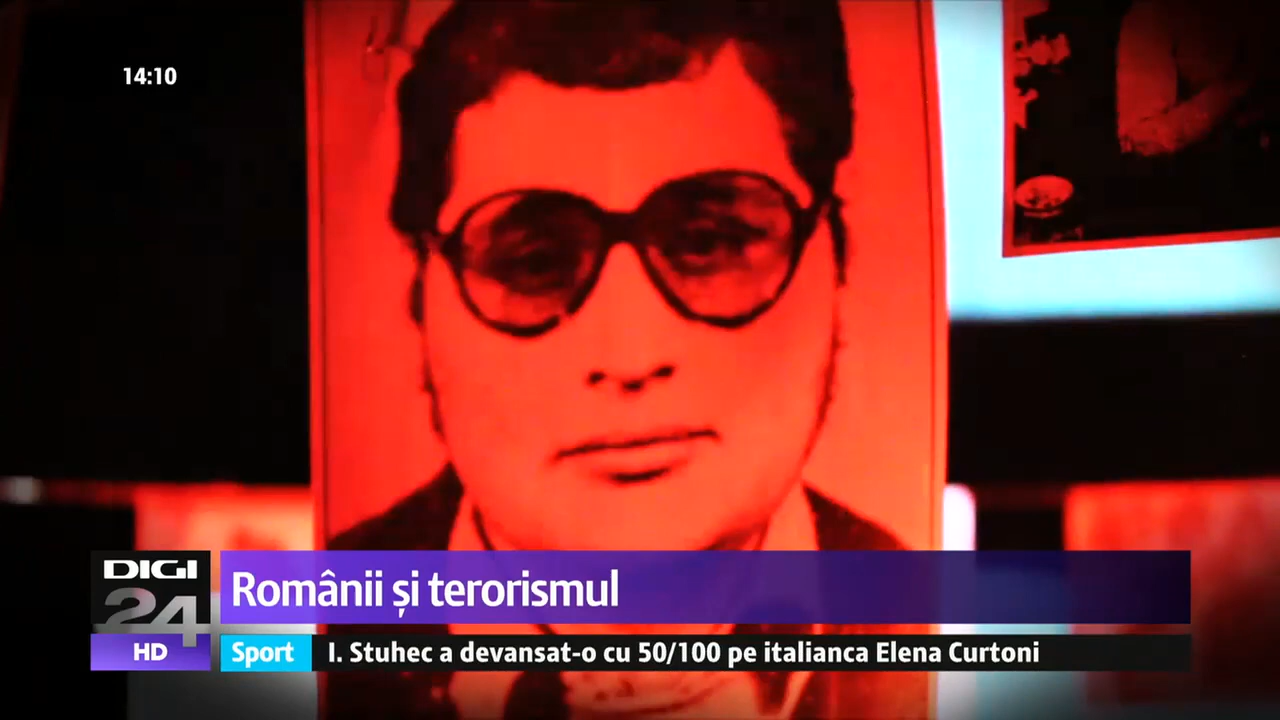 14:10
DIGI
24
HD
Românii și terorismul
Sport
I. Stuhec a devansat-o cu 50/100 pe italianca Elena Curtoni